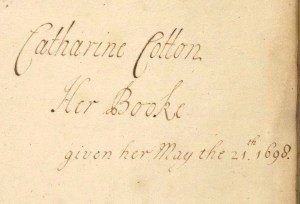 Catharine Cotton
Her Booke
given her May the 21.th 1698.